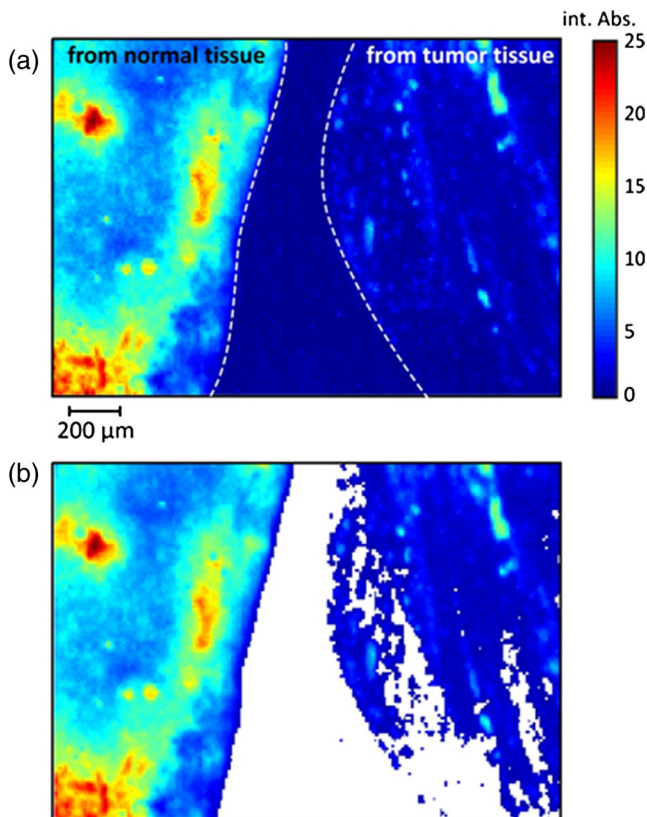 int. Abs.
(a)
from normal tissue
from tumor tissue
25
20
15
10
5
0
200 µm
(b)